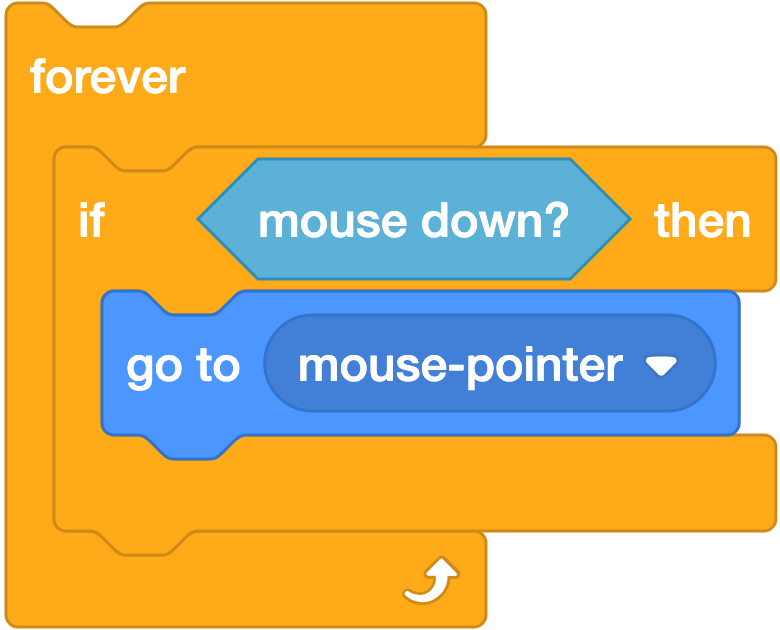 forever
if mouse down? then
go to mouse-pointer